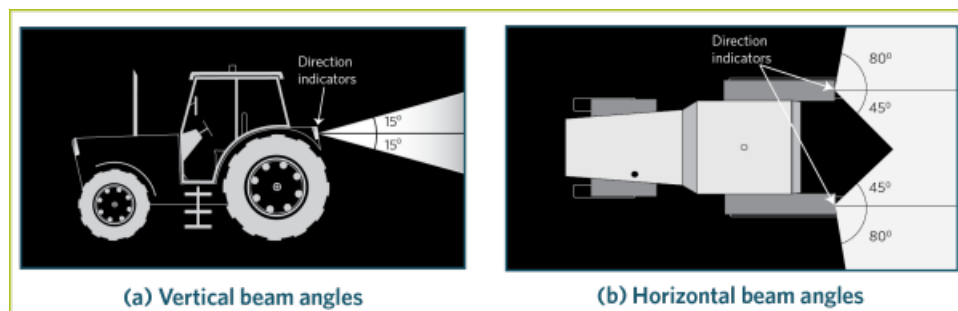 Direction
indicators
15⁰
15⁰
(a) Vertical beam angles
Direction
indicators
80⁰
45⁰
45⁰
80⁰
(b) Horizontal beam angles